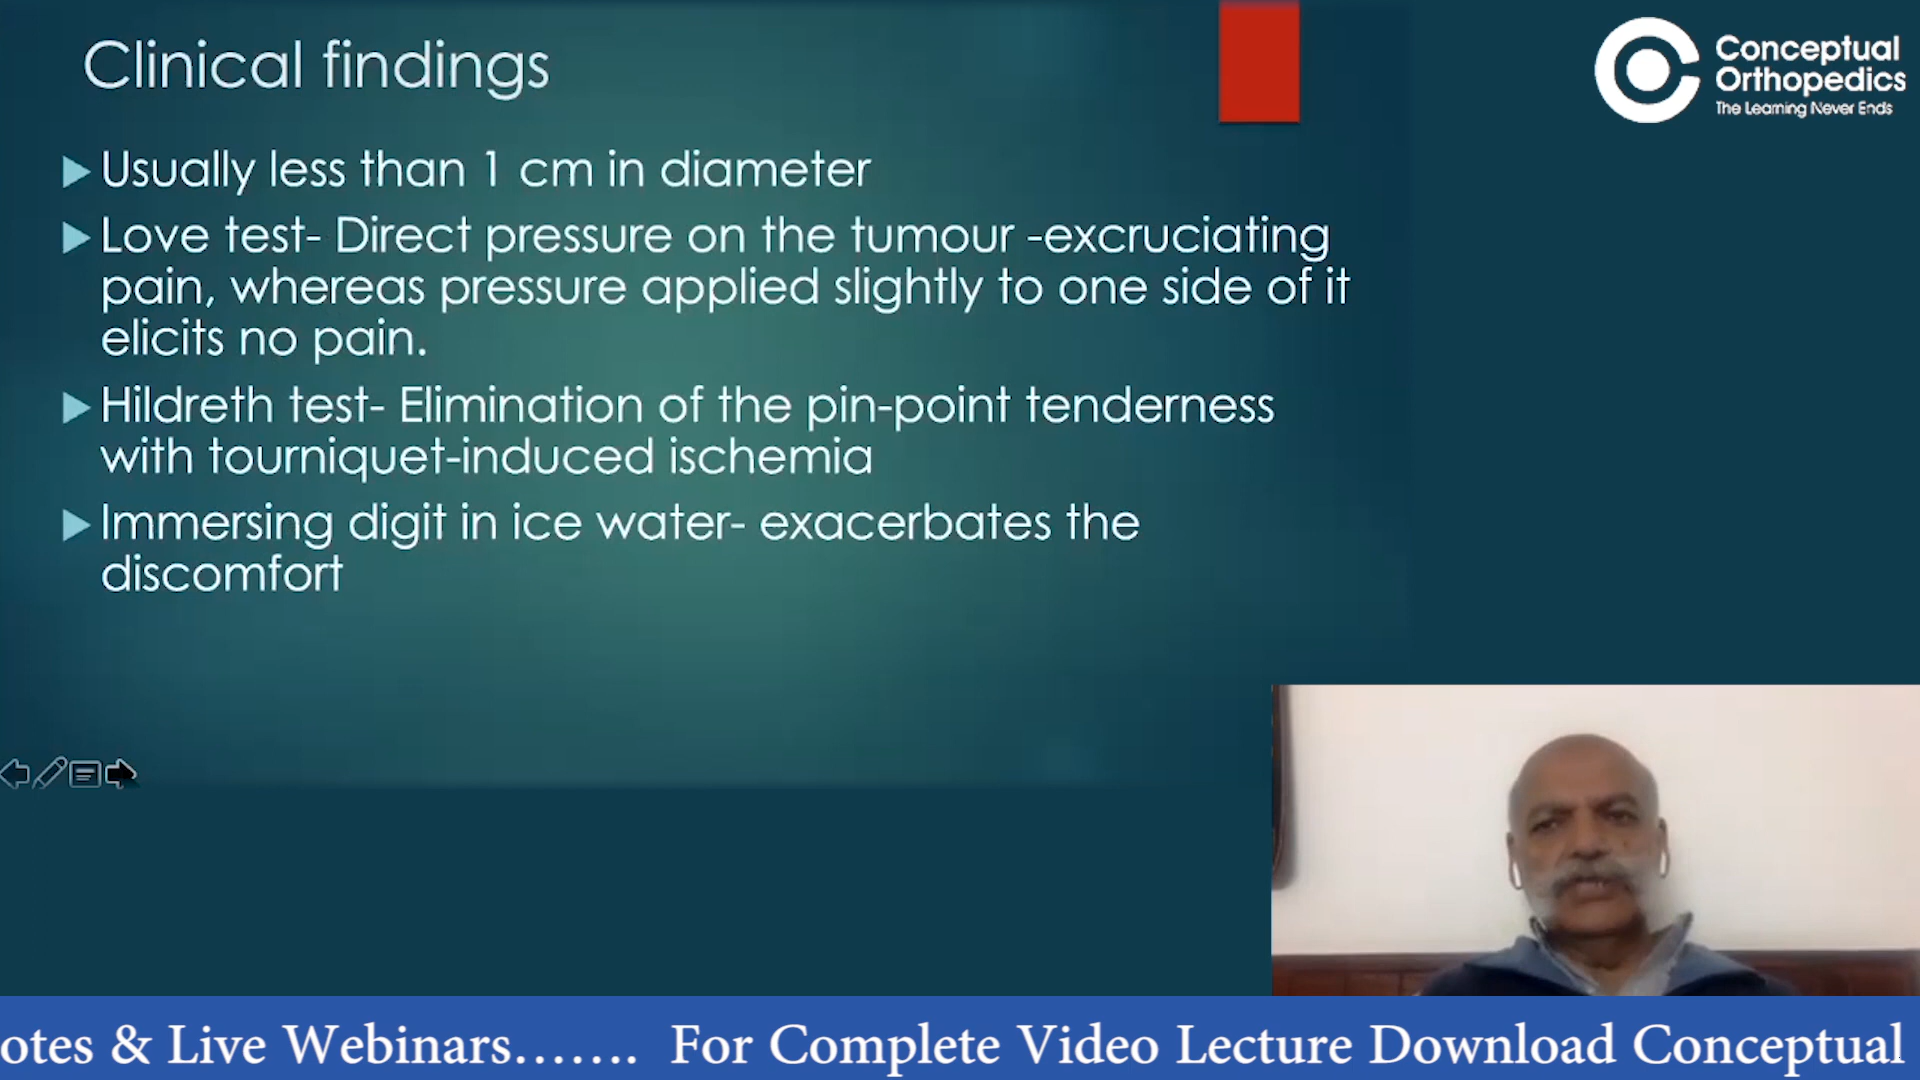 Clinical findings
Conceptual
Orthopedics
The Learning Never Ends
Usually less than 1 cm in diameter
Love test- Direct pressure on the tumour -excruciating
pain, whereas pressure applied slightly to one side of it
elicits no pain.
Hildreth test- Elimination of the pin-point tenderness
with tourniquet-induced ischemia
Immersing digit in ice water- exacerbates the
discomfort
otes & Live Webinars....... For Complete Video Lecture Download Conceptual